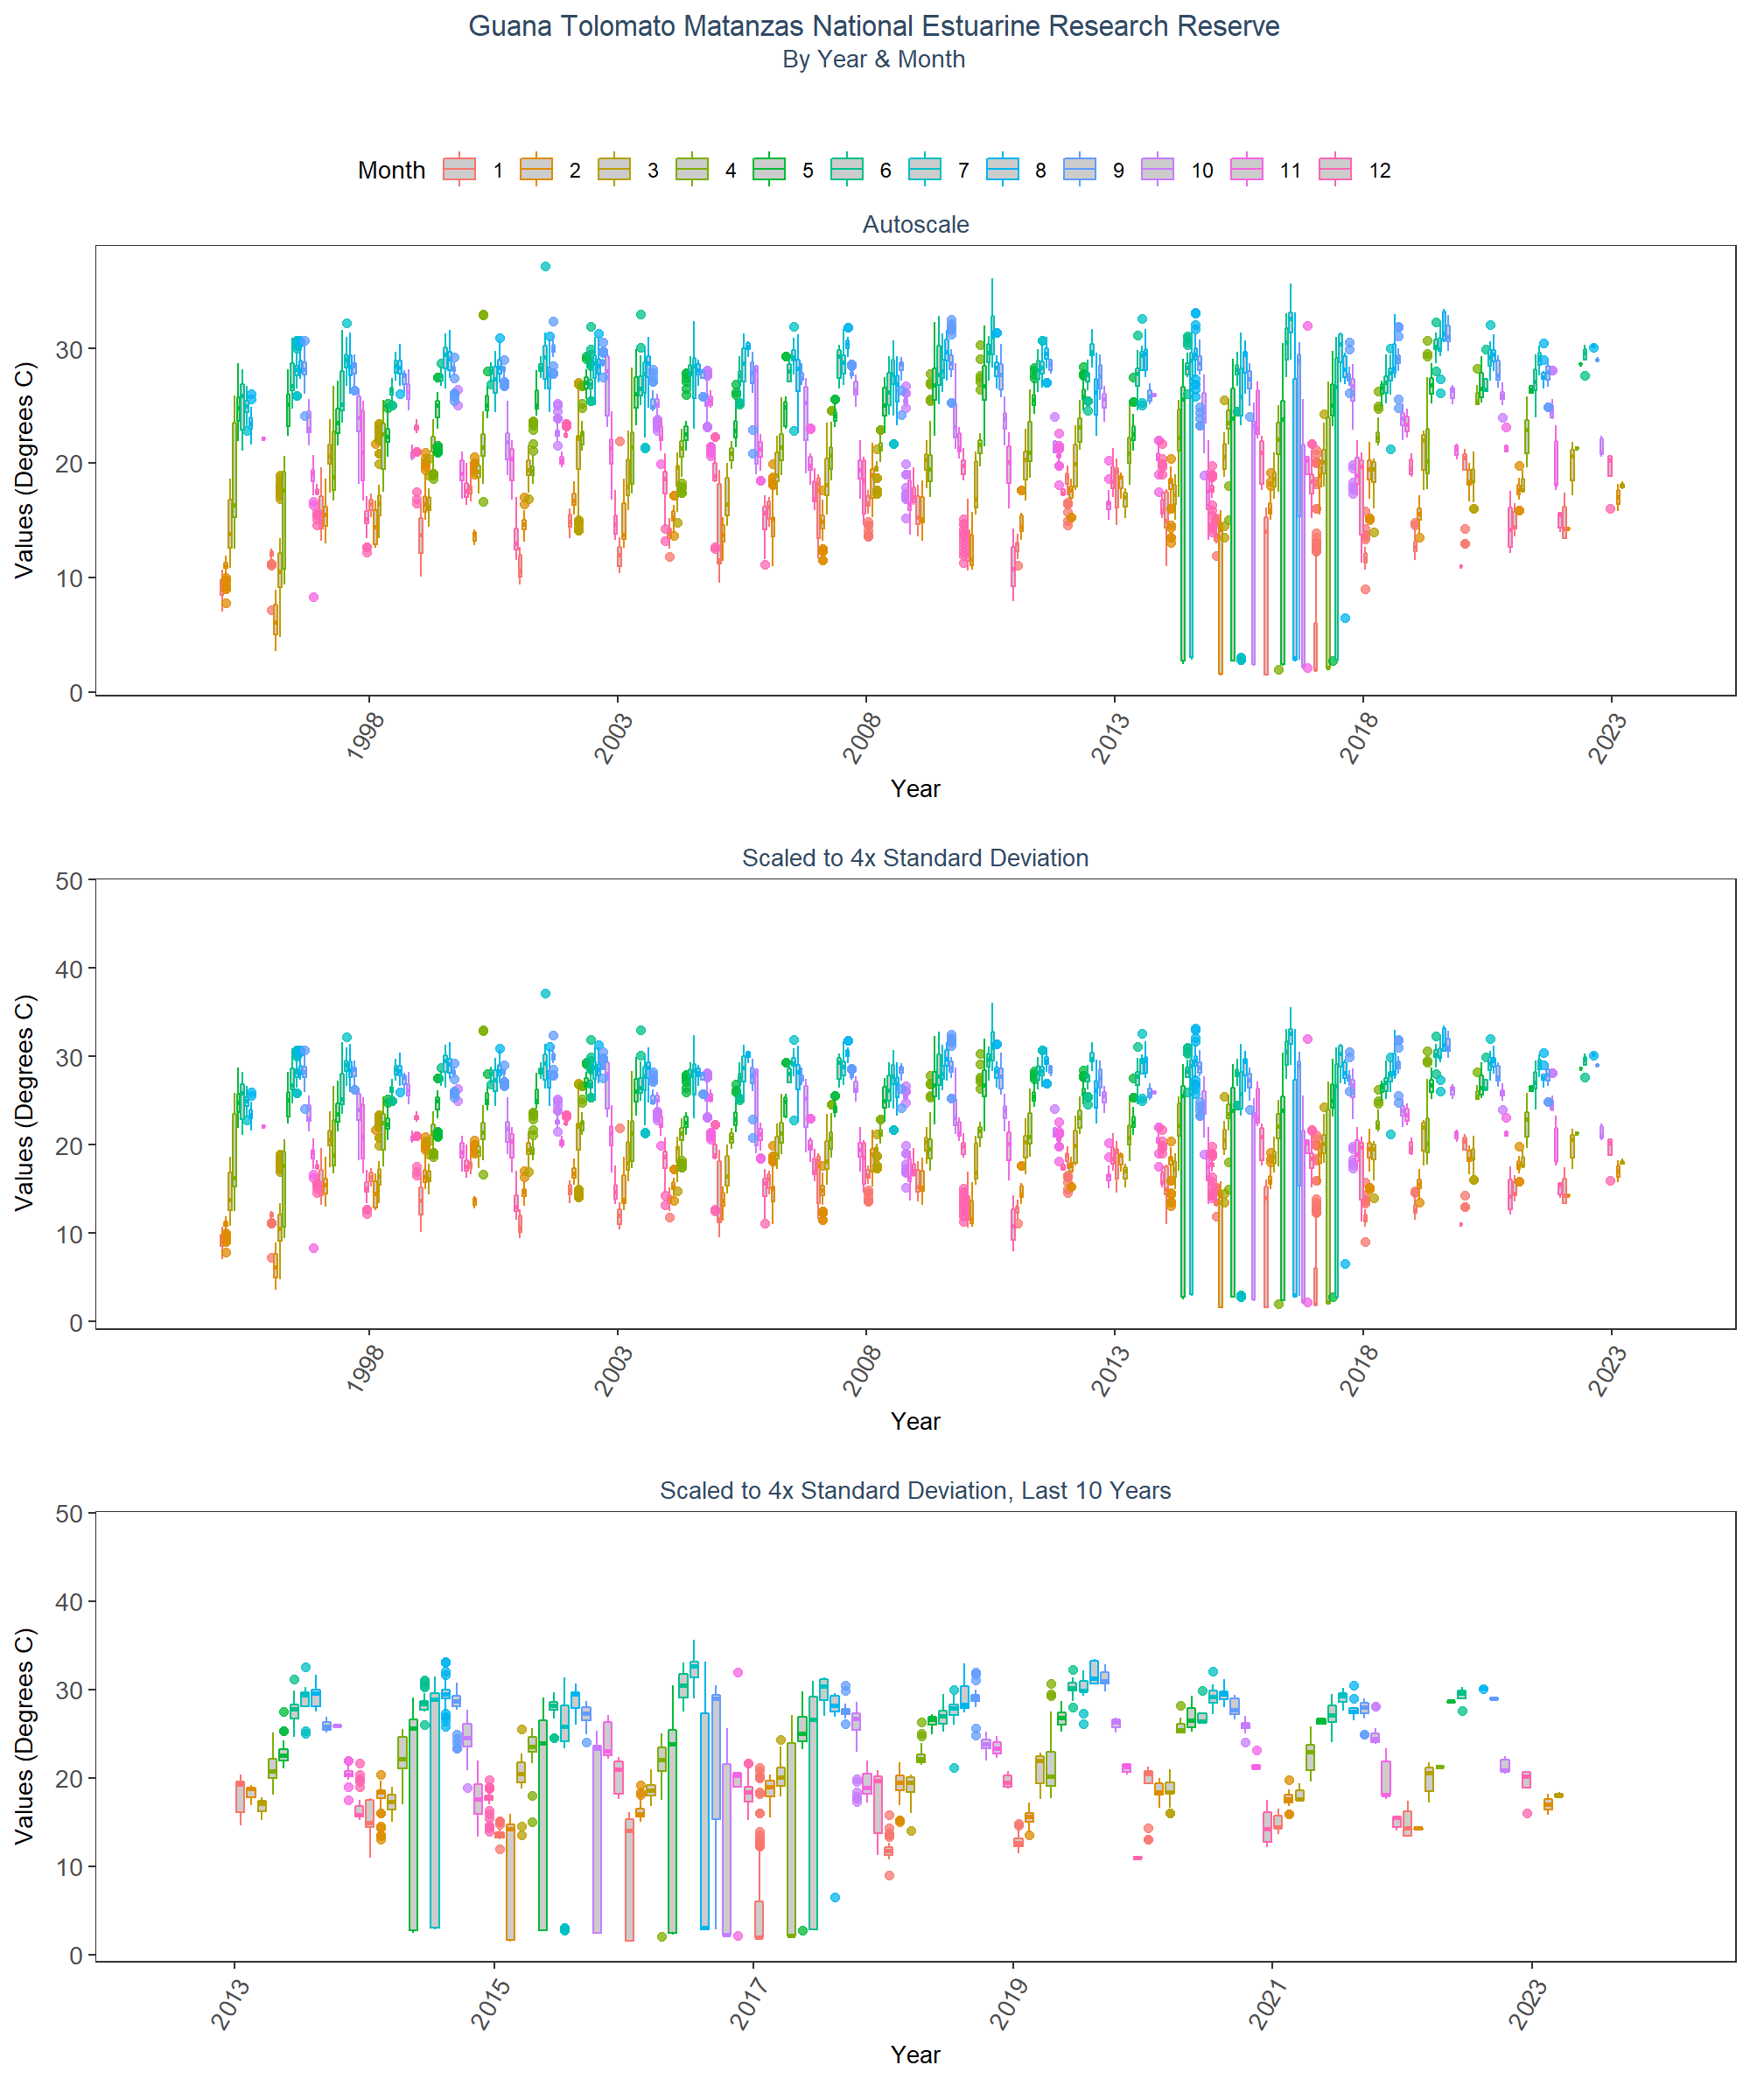 Guana Tolomato Matanzas National Estuarine Research Reserve
By Year & Month
Month 1 2 3 4 5 6 7 8 9 10 11 12
Autoscale
Values (Degrees C)
30
20
10
0
1998 2003 2008 2013 2018 2023
Year
Scaled to 4x Standard Deviation
Values (Degrees C)
50
40
30
20
10
0
1998 2003 2008 2013 2018 2023
Year
Scaled to 4x Standard Deviation, Last 10 Years
Values (Degrees C)
50
40
30
20
10
0
2013 2015 2017 2019 2021 2023
Year